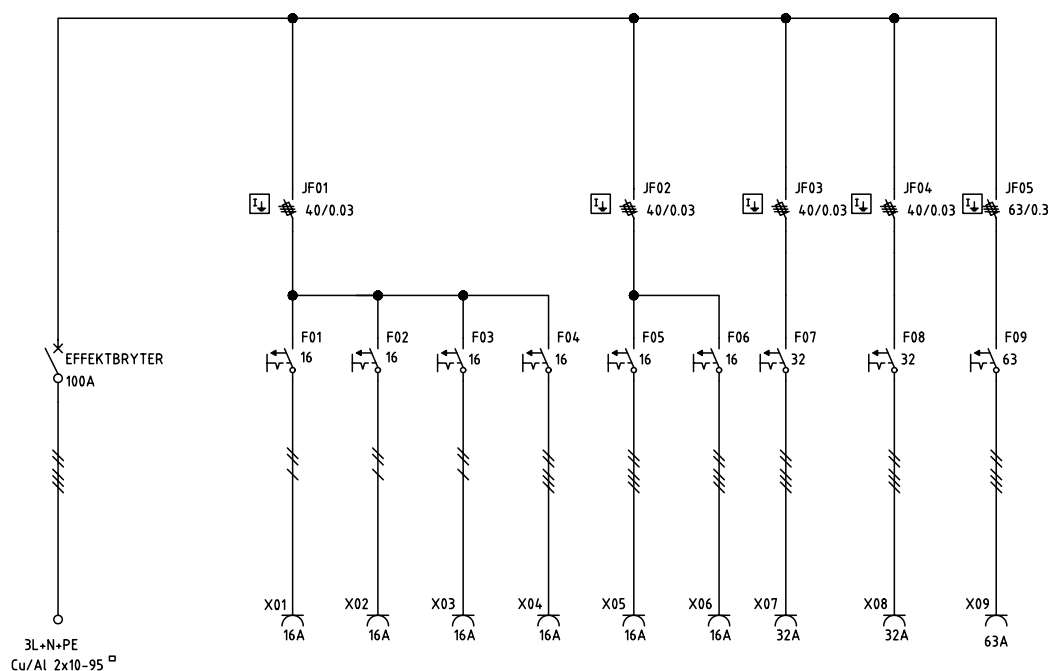 JF01
40/0.03
JF02
40/0.03
JF03
40/0.03
JF04
40/0.03
JF05
63/0.3
EFFEKTBRYTER
100A
F01
16
F02
16
F03
16
F04
16
F05
16
F06
16
F07
32
F08
32
F09
63
X01
16A
X02
16A
X03
16A
X04
16A
X05
16A
X06
16A
X07
32A
X08
32A
X09
63A
3L+N+PE
Cu/Al 2x10-95 □